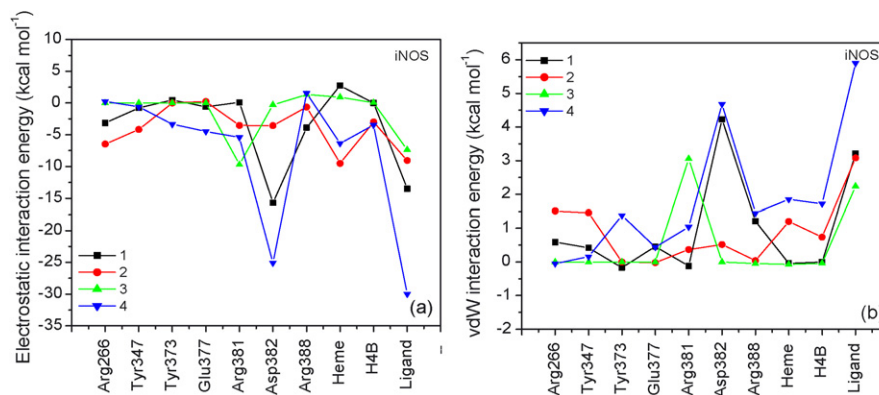 Electrostatic interaction energy (kcal mol⁻¹)
10
5
0
-5
-10
-15
-20
-25
-30
-35
iNOS
1
2
3
4
(a)
Arg266
Tyr347
Tyr373
Glu377
Arg381
Asp382
Arg388
Heme
H4B
Ligand
vdW interaction energy (kcal mol⁻¹)
6
5
4
3
2
1
0
-1
-2
iNOS
1
2
3
4
(b)
Arg266
Tyr347
Tyr373
Glu377
Arg381
Asp382
Arg388
Heme
H4B
Ligand